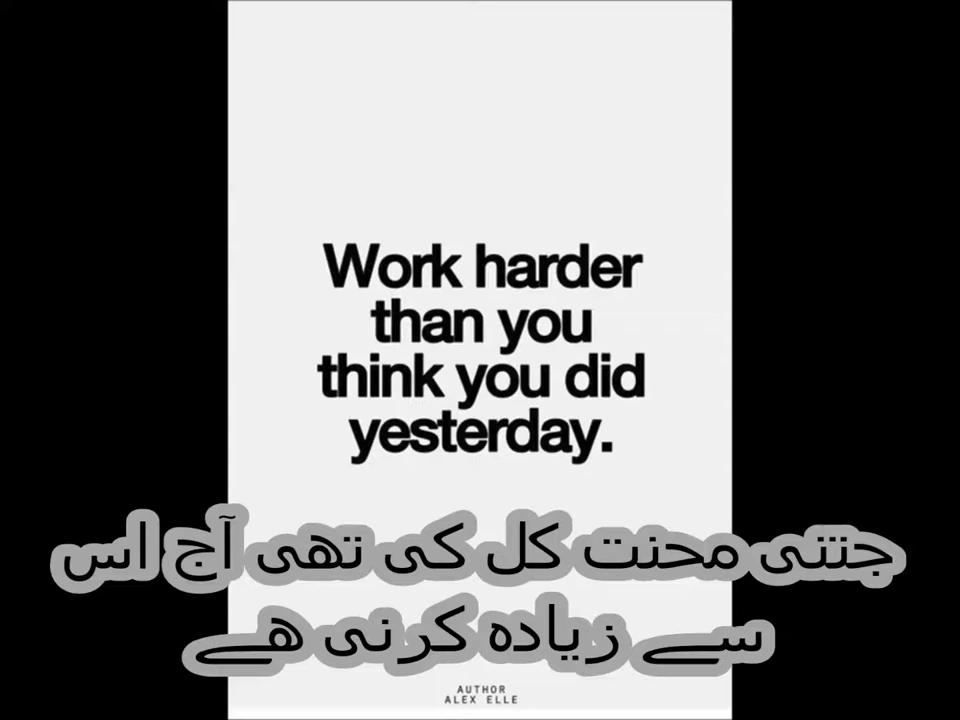 Work harder
than you
think you did
yesterday.
جتنی محنت کل کی تھی آج اس
سے زیادہ کرنی ھے
AUTHOR
ALEX ELLE